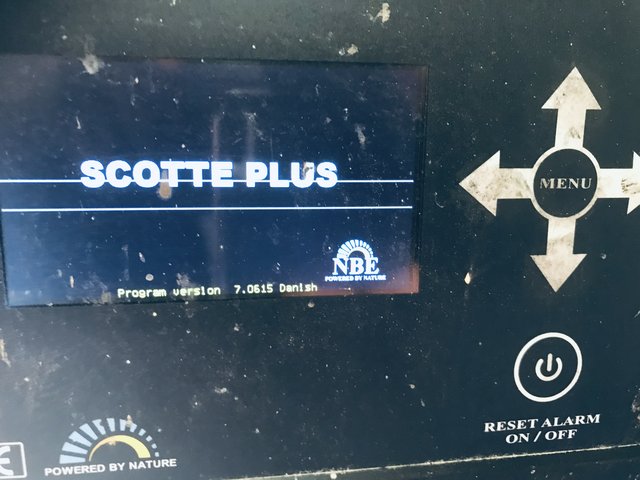 SCOTTE PLUS
NBE
POWERED BY NATURE
Program version 7.0615 Danish
MENU
RESET ALARM
ON / OFF
CE
POWERED BY NATURE